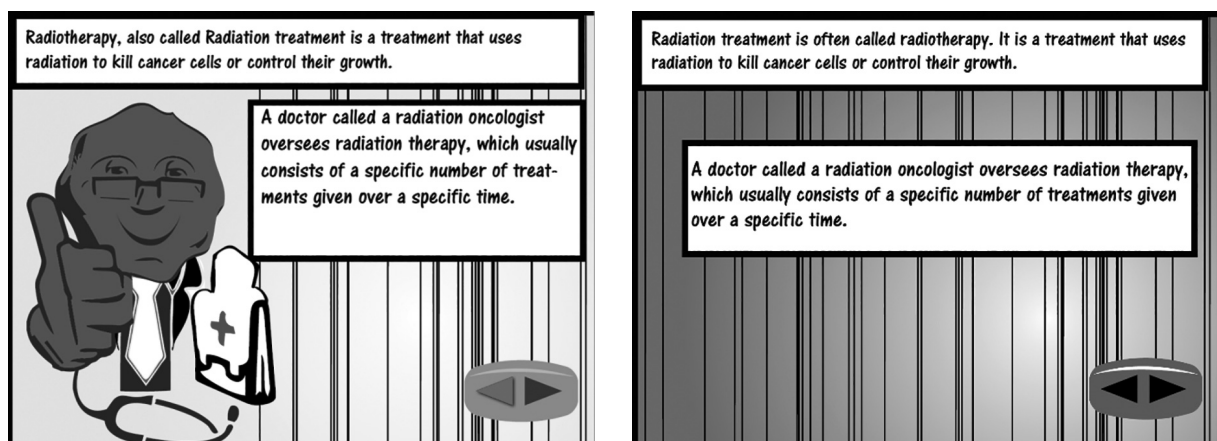 Radiotherapy, also called Radiation treatment is a treatment that uses
radiation to kill cancer cells or control their growth.
A doctor called a radiation oncologist
oversees radiation therapy, which usually
consists of a specific number of treat-
ments given over a specific time.
Radiation treatment is often called radiotherapy. It is a treatment that uses
radiation to kill cancer cells or control their growth.
A doctor called a radiation oncologist oversees radiation therapy,
which usually consists of a specific number of treatments given
over a specific time.